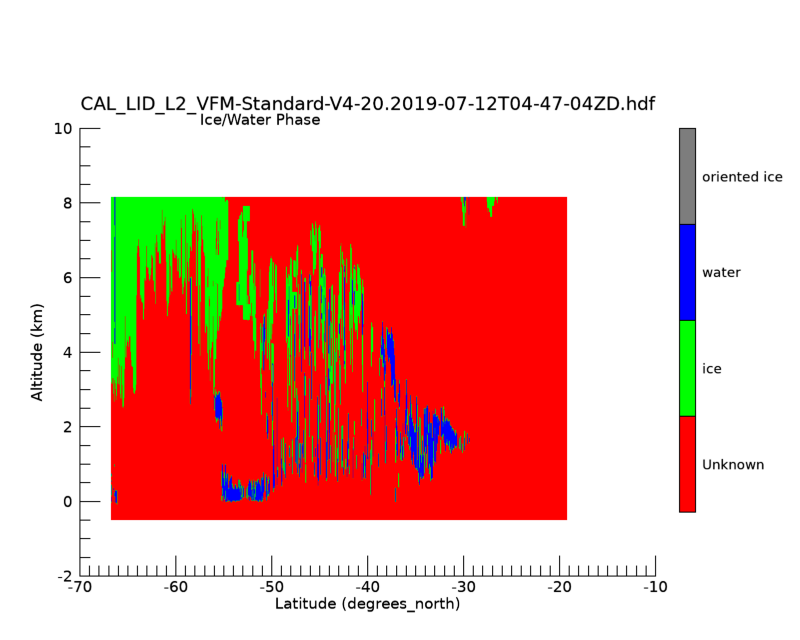 CAL_LID_L2_VFM-Standard-V4-20.2019-07-12T04-47-04ZD.hdf
Ice/Water Phase
10
8
6
4
2
0
-2
Altitude (km)
-70 -60 -50 -40 -30 -20 -10
Latitude (degrees_north)
oriented ice
water
ice
Unknown